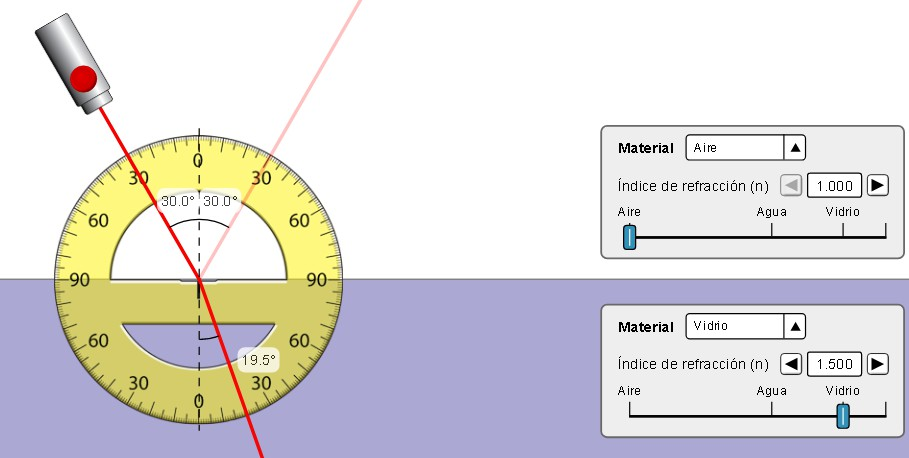 0
30
30
30.0° 30.0°
60
60
90
90
60
60
19.5°
30
30
0
Material Aire
Índice de refracción (n) 1.000
Aire Agua Vidrio
Material Vidrio
Índice de refracción (n) 1.500
Aire Agua Vidrio